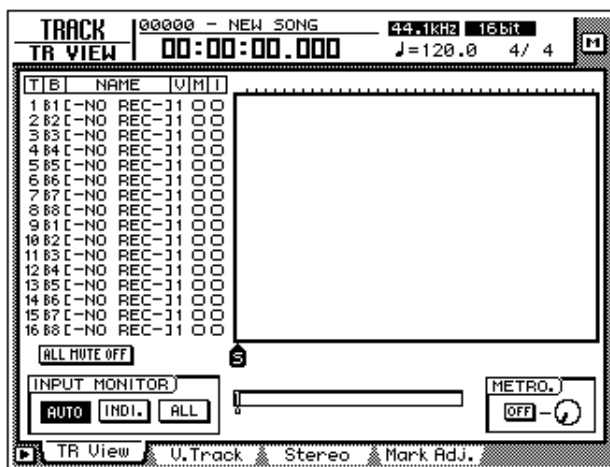 TRACK
TR VIEW
00000 - NEW SONG
00:00:00.000
44.1kHz 16bit
♩=120.0 4/ 4
M
T B NAME V M I
1 B1[-NO REC-]1
2 B2[-NO REC-]1
3 B3[-NO REC-]1
4 B4[-NO REC-]1
5 B5[-NO REC-]1
6 B6[-NO REC-]1
7 B7[-NO REC-]1
8 B8[-NO REC-]1
9 B1[-NO REC-]1
10 B2[-NO REC-]1
11 B3[-NO REC-]1
12 B4[-NO REC-]1
13 B5[-NO REC-]1
14 B6[-NO REC-]1
15 B7[-NO REC-]1
16 B8[-NO REC-]1
ALL MUTE OFF
S
INPUT MONITOR
AUTO INDI. ALL
METRO.
OFF
TR View V.Track Stereo Mark Adj.